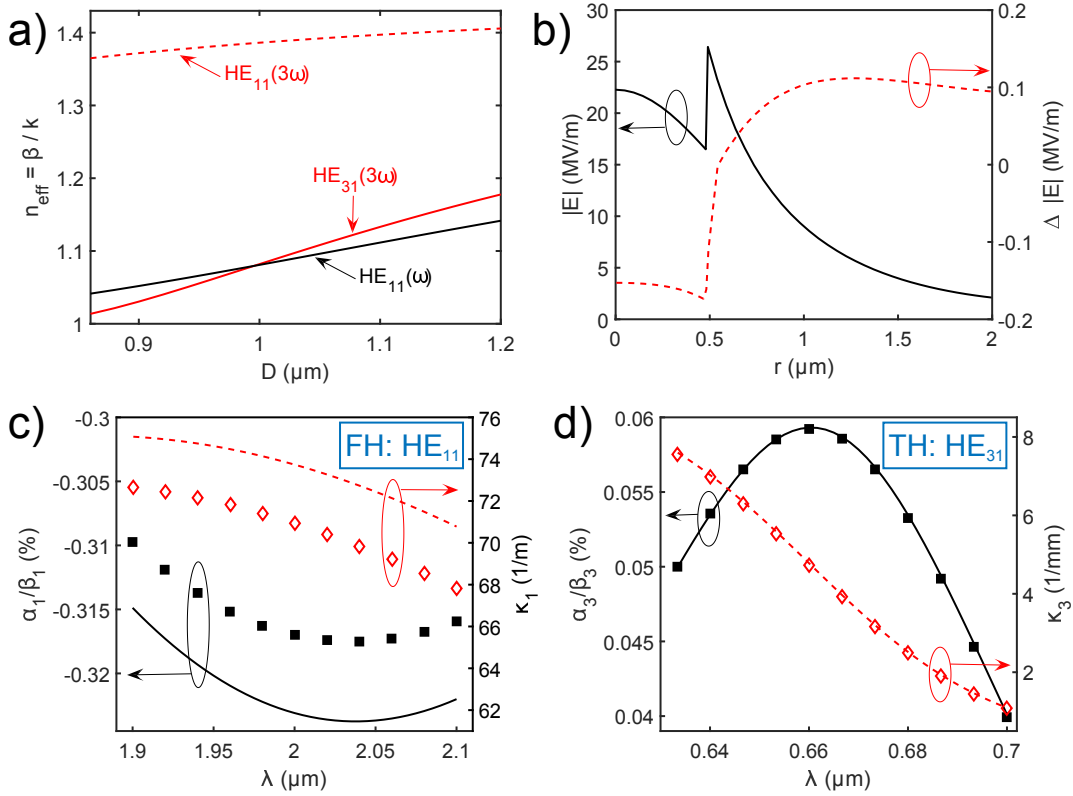 a)
n_eff = β / k
1.4
1.3
1.2
1.1
1
HE₁₁(3ω)
HE₃₁(3ω)
HE₁₁(ω)
0.9
1
1.1
1.2
D (μm)
b)
|E| (MV/m)
30
25
20
15
10
5
0
0.2
0.1
0
-0.1
-0.2
Δ |E| (MV/m)
0
0.5
1
1.5
2
r (μm)
c)
α₁/β₁ (%)
-0.3
-0.305
-0.31
-0.315
-0.32
FH: HE₁₁
76
74
72
70
68
66
64
62
κ₁ (1/m)
1.9
1.95
2
2.05
2.1
λ (μm)
d)
α₃/β₃ (%)
0.06
0.055
0.05
0.045
0.04
TH: HE₃₁
8
6
4
2
κ₃ (1/mm)
0.64
0.66
0.68
0.7
λ (μm)